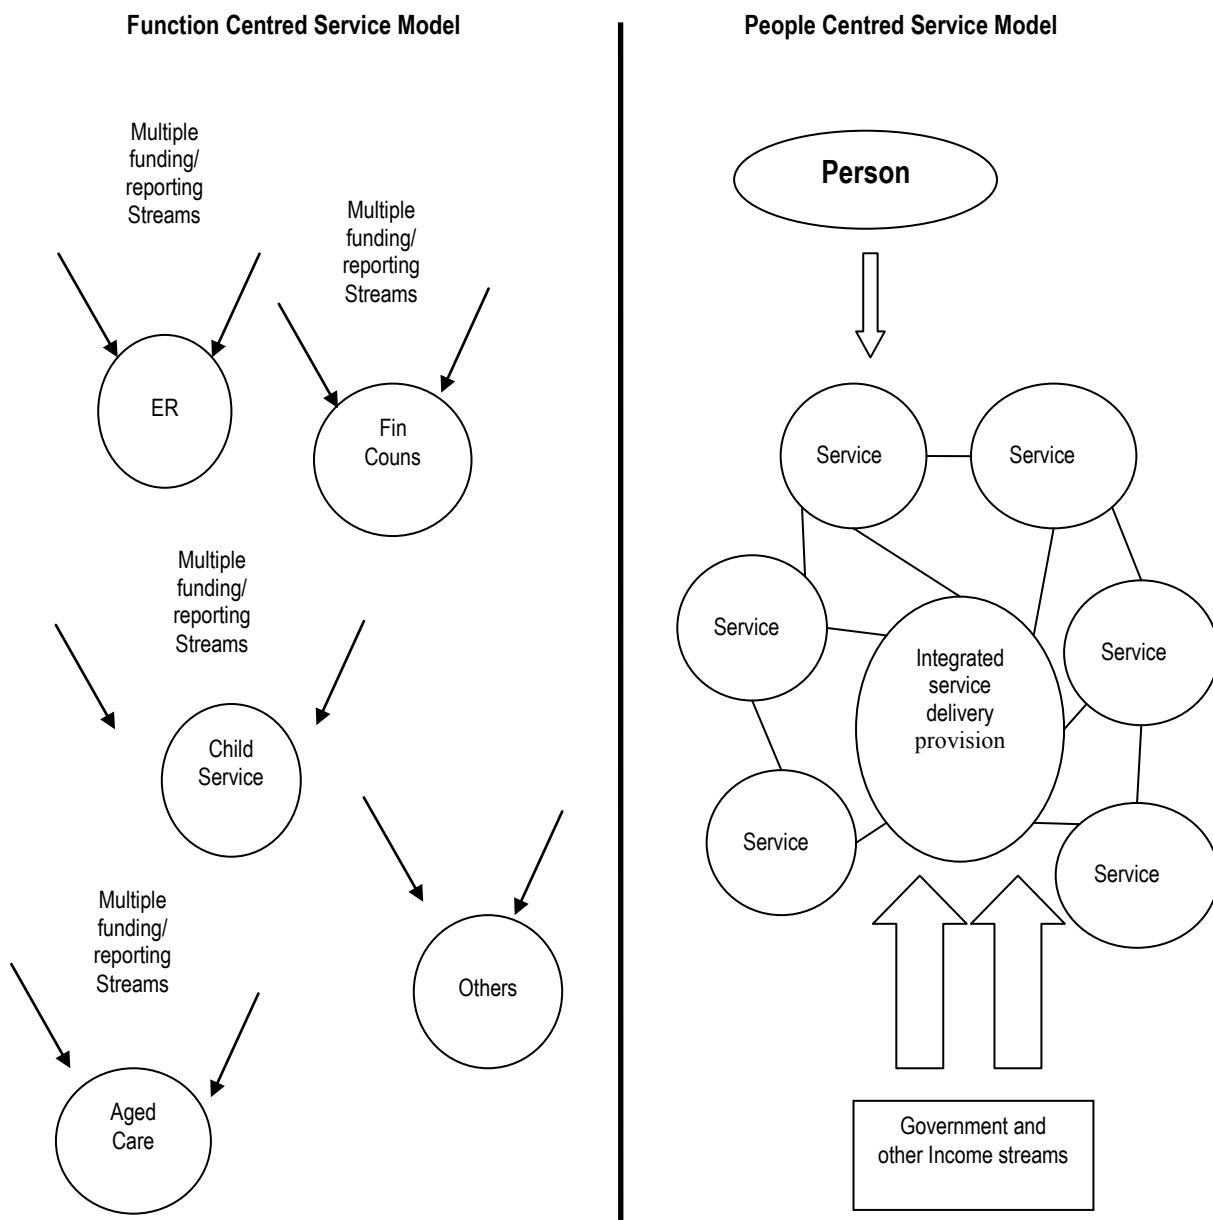 Function Centred Service Model
Multiple
funding/
reporting
Streams
Multiple
funding/
reporting
Streams
ER
Fin
Couns
Multiple
funding/
reporting
Streams
Child
Service
Multiple
funding/
reporting
Streams
Others
Aged
Care
People Centred Service Model
Person
Service
Service
Service
Integrated
service
delivery
provision
Service
Service
Service
Government and
other Income streams